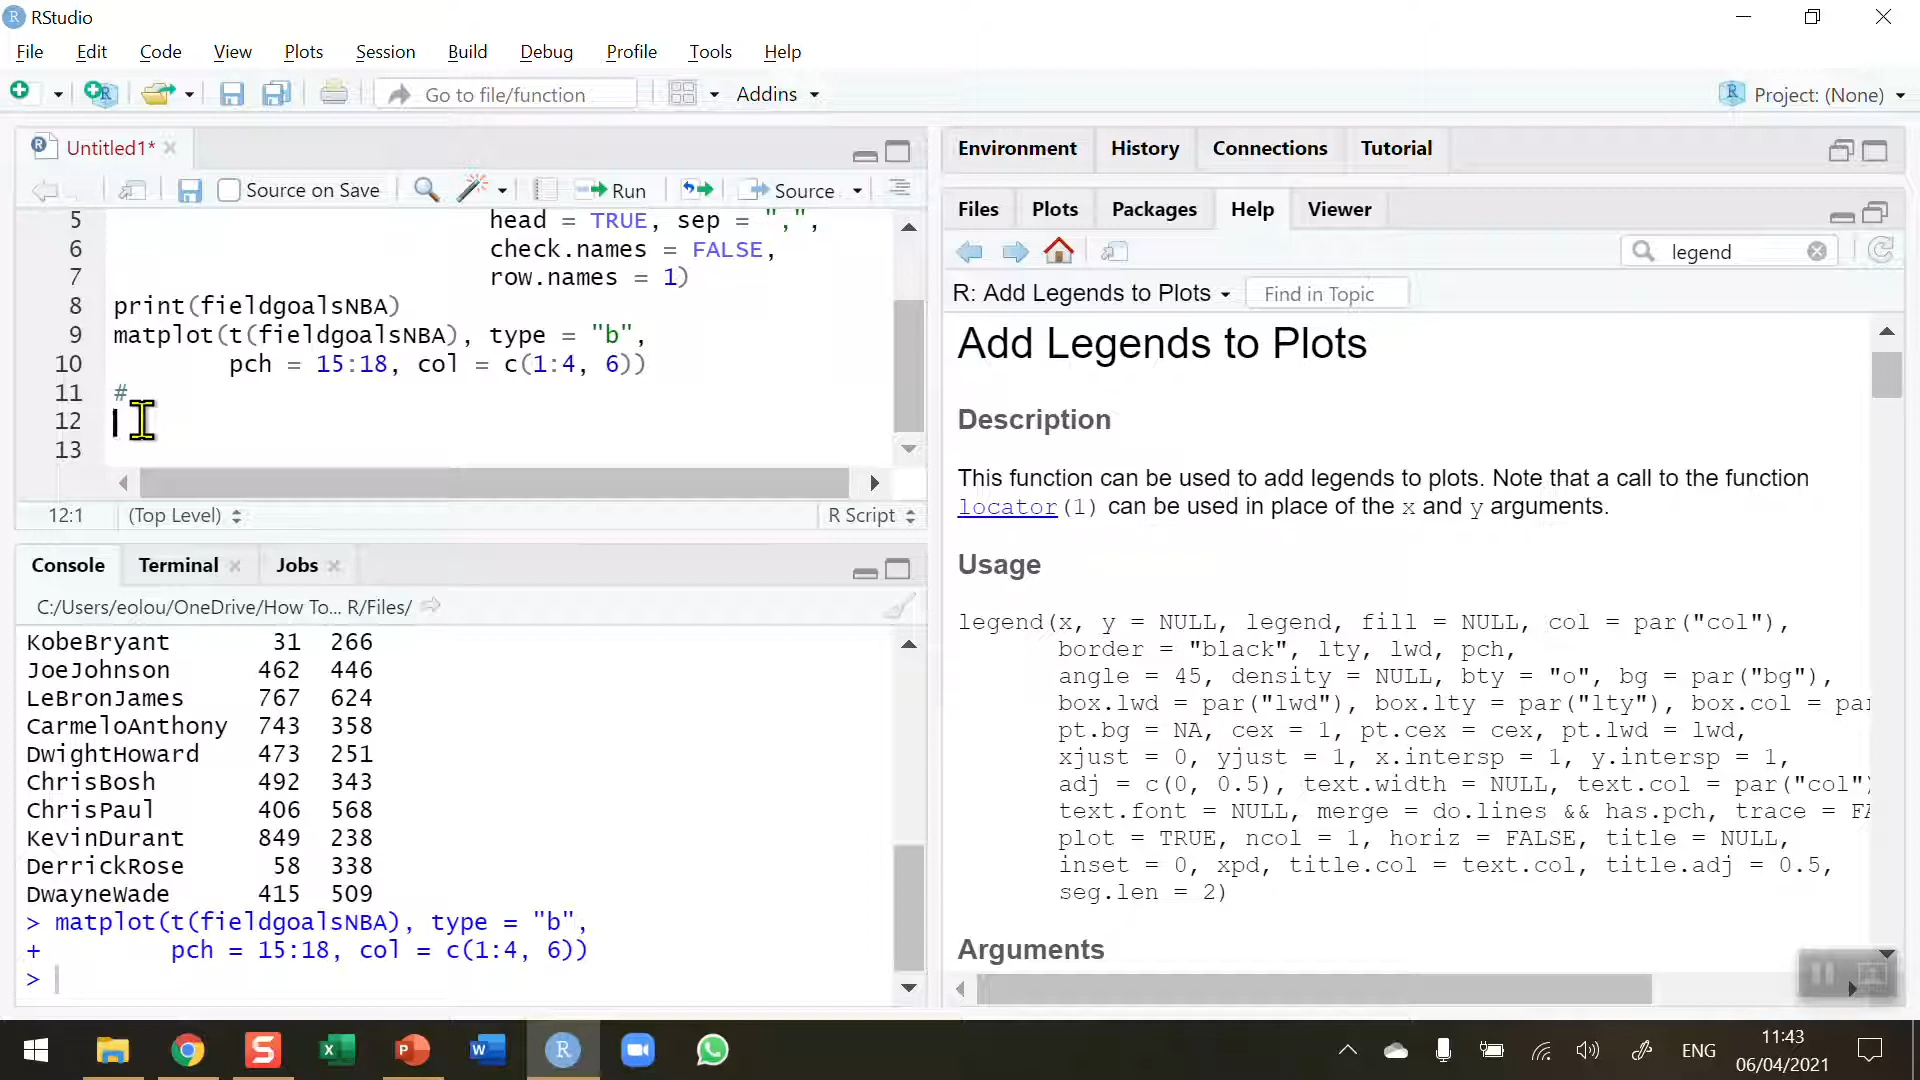 RStudio
File Edit Code View Plots Session Build Debug Profile Tools Help
Go to file/function Addins Project: (None)
Untitled1*
Source on Save Run Source
5 head = TRUE, sep = ",",
6 check.names = FALSE,
7 row.names = 1)
8 print(fieldgoalsNBA)
9 matplot(t(fieldgoalsNBA), type = "b",
10 pch = 15:18, col = c(1:4, 6))
11 #
12
13
12:1 (Top Level) R Script
Console Terminal Jobs
C:/Users/eolou/OneDrive/How To... R/Files/
KobeBryant 31 266
JoeJohnson 462 446
LeBronJames 767 624
CarmeloAnthony 743 358
DwightHoward 473 251
ChrisBosh 492 343
ChrisPaul 406 568
KevinDurant 849 238
DerrickRose 58 338
DwayneWade 415 509
> matplot(t(fieldgoalsNBA), type = "b",
+ pch = 15:18, col = c(1:4, 6))
>
Environment History Connections Tutorial
Files Plots Packages Help Viewer
legend
R: Add Legends to Plots Find in Topic
Add Legends to Plots
Description
This function can be used to add legends to plots. Note that a call to the function
locator(1) can be used in place of the x and y arguments.
Usage
legend(x, y = NULL, legend, fill = NULL, col = par("col"),
border = "black", lty, lwd, pch,
angle = 45, density = NULL, bty = "o", bg = par("bg"),
box.lwd = par("lwd"), box.lty = par("lty"), box.col = par
pt.bg = NA, cex = 1, pt.cex = cex, pt.lwd = lwd,
xjust = 0, yjust = 1, x.intersp = 1, y.intersp = 1,
adj = c(0, 0.5), text.width = NULL, text.col = par("col")
text.font = NULL, merge = do.lines && has.pch, trace = FA
plot = TRUE, ncol = 1, horiz = FALSE, title = NULL,
inset = 0, xpd, title.col = text.col, title.adj = 0.5,
seg.len = 2)
Arguments
ENG
11:43
06/04/2021